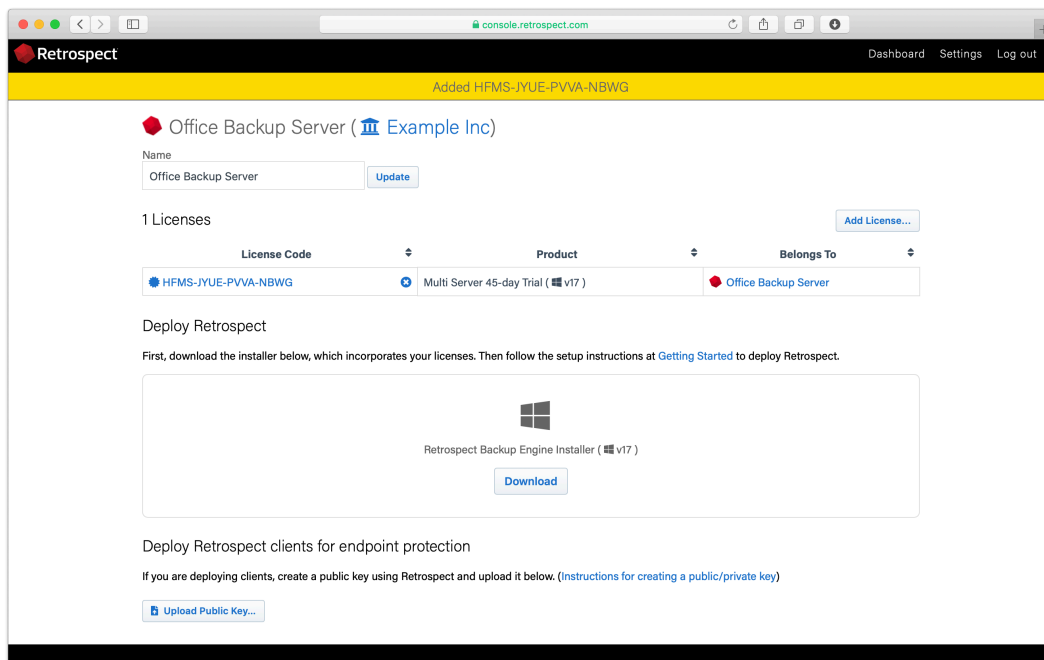 console.retrospect.com
Retrospect
Dashboard Settings Log out
Added HFMS-JYUE-PVVA-NBWG
Office Backup Server ( Example Inc)
Name
Office Backup Server
Update
1 Licenses
Add License...
License Code Product Belongs To
HFMS-JYUE-PVVA-NBWG Multi Server 45-day Trial ( v17 ) Office Backup Server
Deploy Retrospect
First, download the installer below, which incorporates your licenses. Then follow the setup instructions at Getting Started to deploy Retrospect.
Retrospect Backup Engine Installer ( v17 )
Download
Deploy Retrospect clients for endpoint protection
If you are deploying clients, create a public key using Retrospect and upload it below. (Instructions for creating a public/private key)
Upload Public Key...